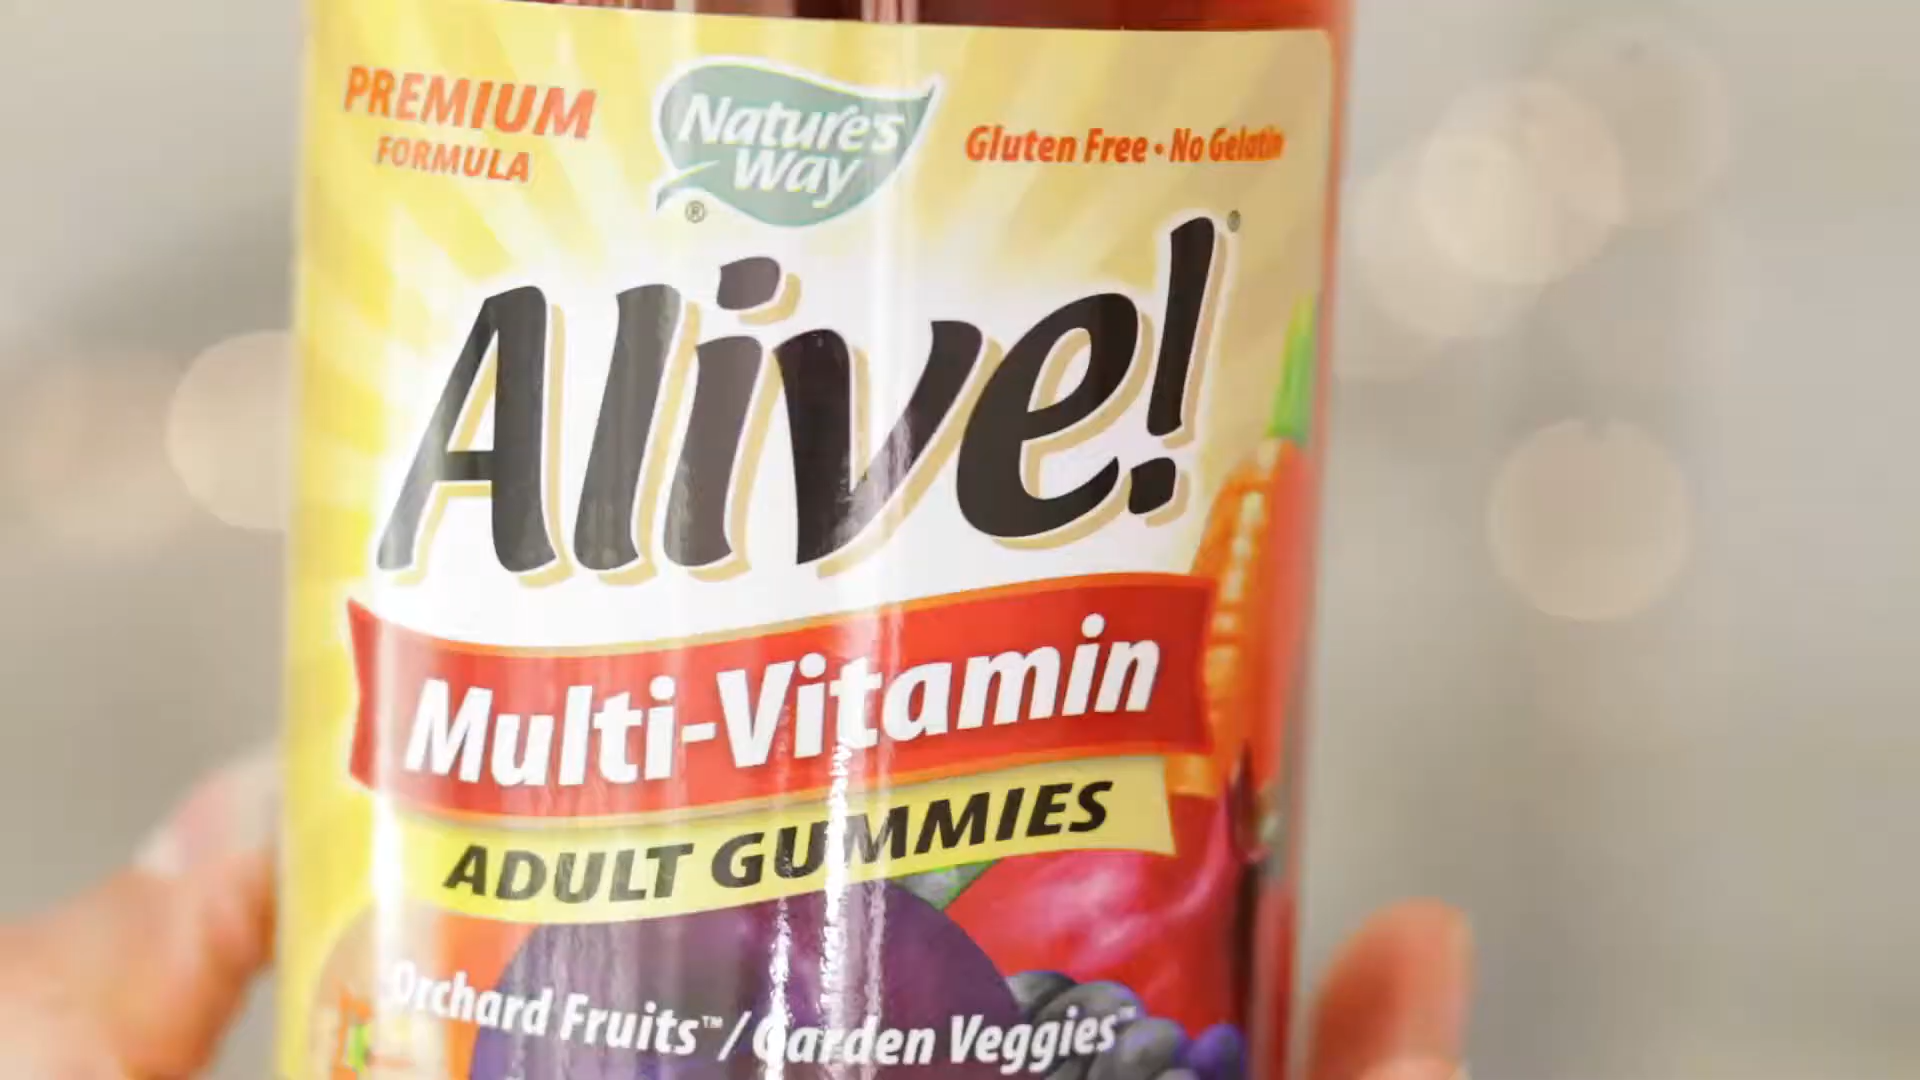 PREMIUM
FORMULA
Nature's
Way
®
Gluten Free • No Gelatin
Alive!®
Multi-Vitamin
ADULT GUMMIES
Orchard Fruits™/Garden Veggies™